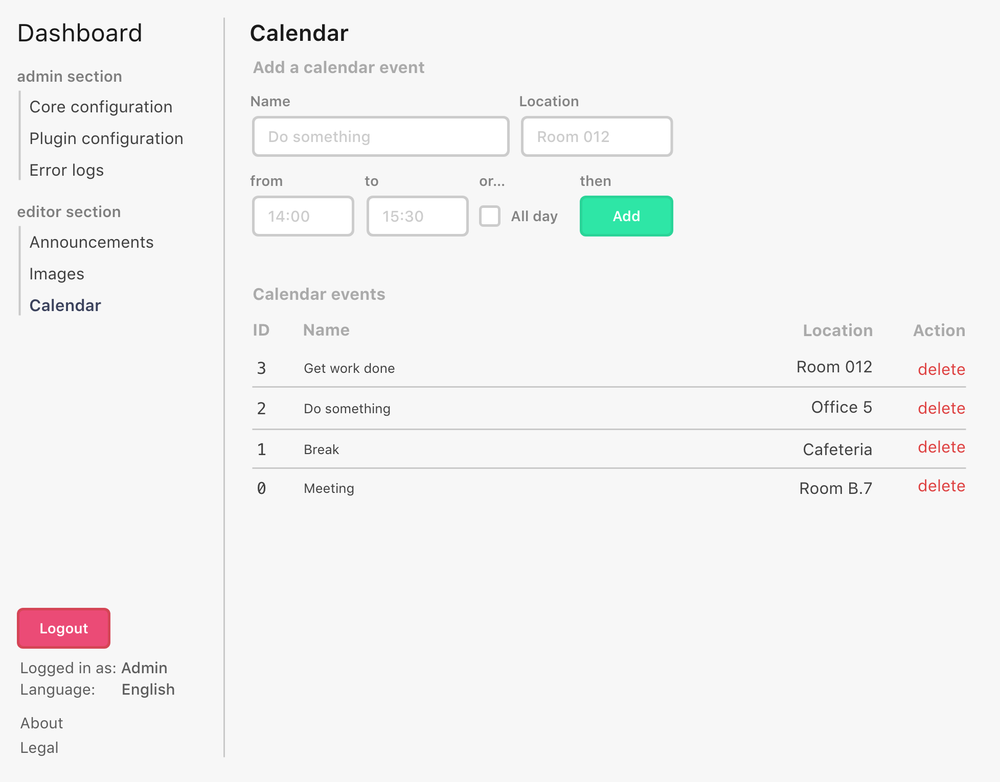 Dashboard
admin section
Core configuration
Plugin configuration
Error logs
editor section
Announcements
Images
Calendar
Logout
Logged in as: Admin
Language: English
About
Legal
Calendar
Add a calendar event
Name Location
Do something Room 012
from to or... then
14:00 15:30 All day Add
Calendar events
ID Name Location Action
3 Get work done Room 012 delete
2 Do something Office 5 delete
1 Break Cafeteria delete
0 Meeting Room B.7 delete